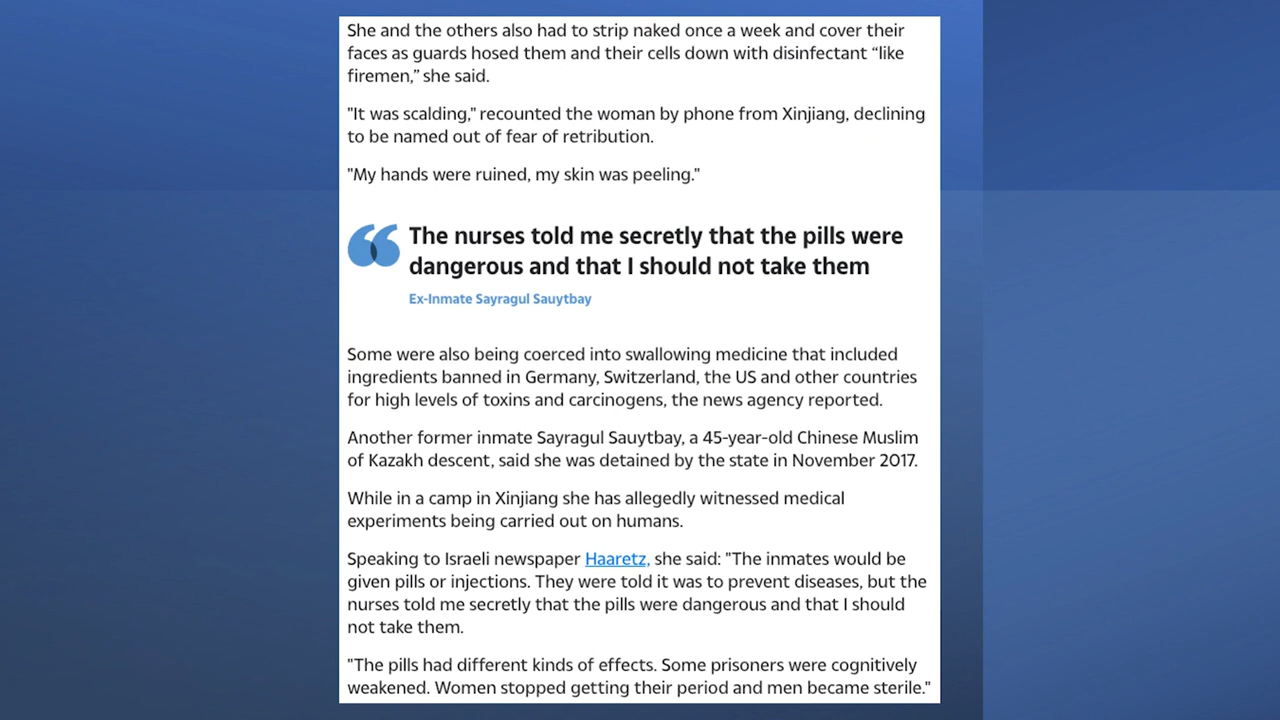 She and the others also had to strip naked once a week and cover their
faces as guards hosed them and their cells down with disinfectant “like
firemen,” she said.
"It was scalding," recounted the woman by phone from Xinjiang, declining
to be named out of fear of retribution.
"My hands were ruined, my skin was peeling."
The nurses told me secretly that the pills were
dangerous and that I should not take them
Ex-Inmate Sayragul Sauytbay
Some were also being coerced into swallowing medicine that included
ingredients banned in Germany, Switzerland, the US and other countries
for high levels of toxins and carcinogens, the news agency reported.
Another former inmate Sayragul Sauytbay, a 45-year-old Chinese Muslim
of Kazakh descent, said she was detained by the state in November 2017.
While in a camp in Xinjiang she has allegedly witnessed medical
experiments being carried out on humans.
Speaking to Israeli newspaper Haaretz, she said: "The inmates would be
given pills or injections. They were told it was to prevent diseases, but the
nurses told me secretly that the pills were dangerous and that I should
not take them.
"The pills had different kinds of effects. Some prisoners were cognitively
weakened. Women stopped getting their period and men became sterile."